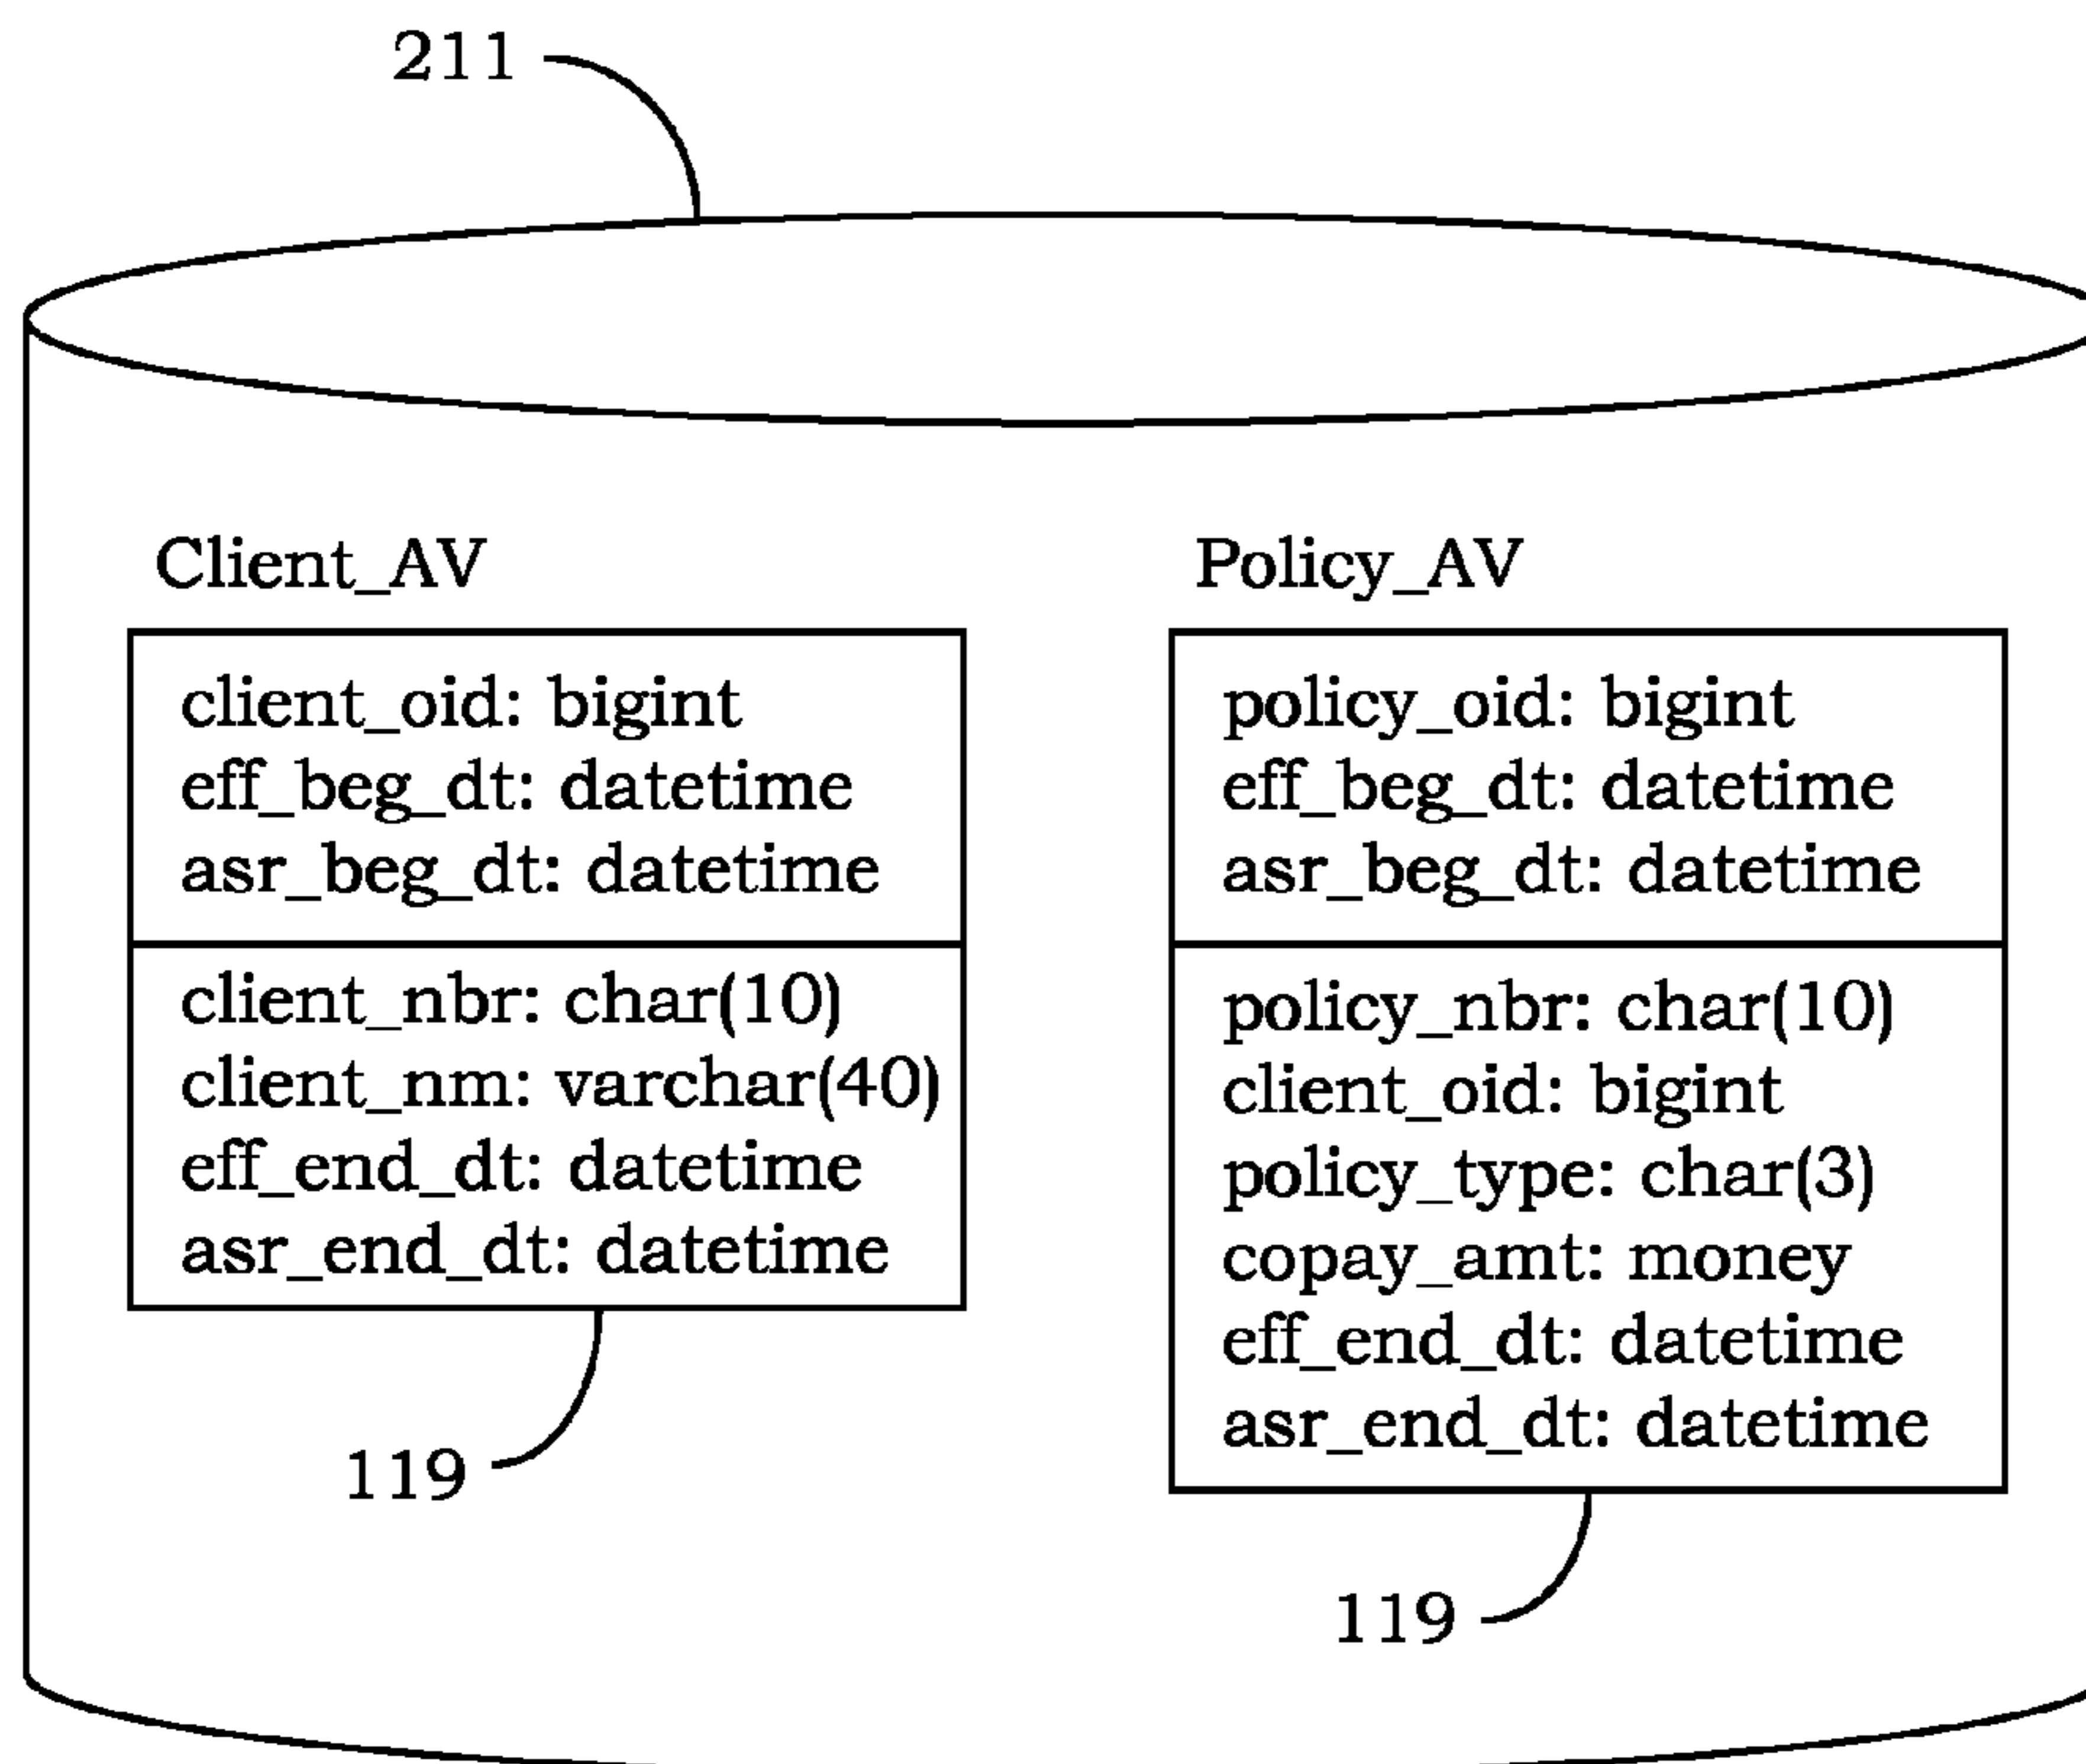 211
Client_AV
client_oid: bigint
eff_beg_dt: datetime
asr_beg_dt: datetime
client_nbr: char(10)
client_nm: varchar(40)
eff_end_dt: datetime
asr_end_dt: datetime
119
Policy_AV
policy_oid: bigint
eff_beg_dt: datetime
asr_beg_dt: datetime
policy_nbr: char(10)
client_oid: bigint
policy_type: char(3)
copay_amt: money
eff_end_dt: datetime
asr_end_dt: datetime
119